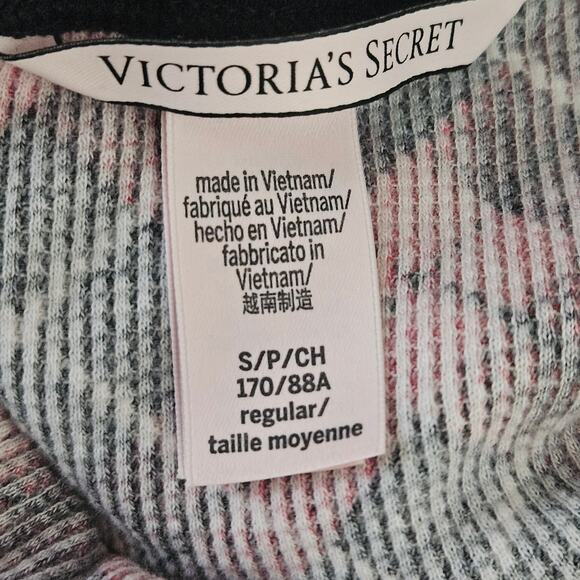 VICTORIA'S SECRET
made in Vietnam/
fabriqué au Vietnam/
hecho en Vietnam/
fabbricato in
Vietnam/
越南制造
S/P/CH
170/88A
regular/
taille moyenne